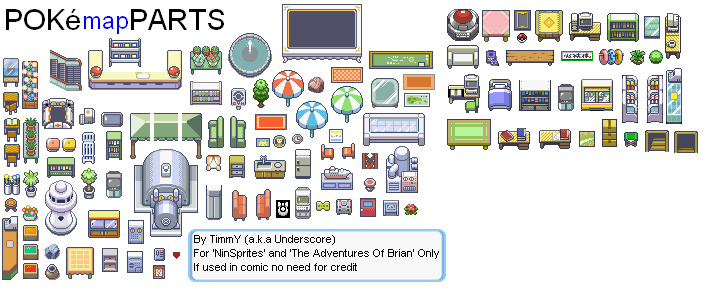 POKémapPARTS
By TimmY (a.k.a Underscore)
For 'NinSprites' and 'The Adventures Of Brian' Only
If used in comic no need for credit